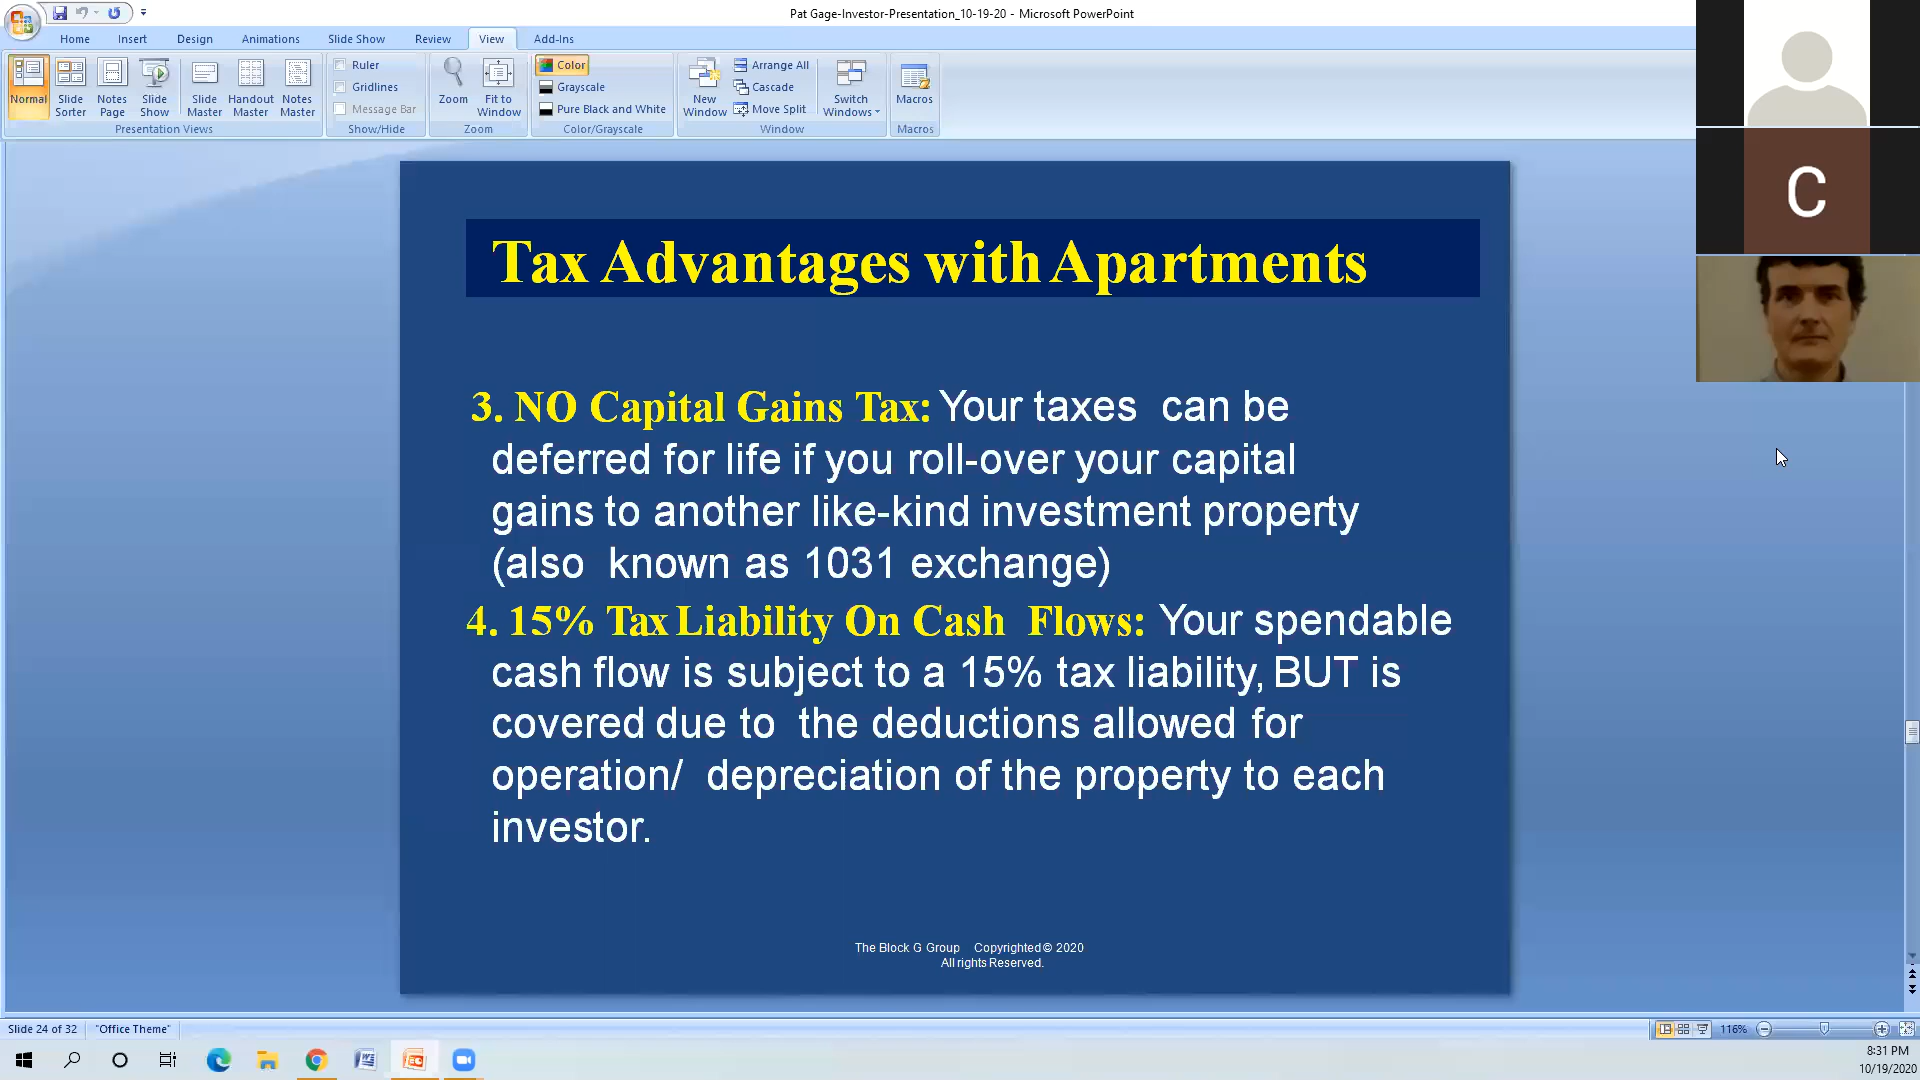 Pat Gage-Investor-Presentation_10-19-20 - Microsoft PowerPoint
Home Insert Design Animations Slide Show Review View Add-Ins
Normal
Slide Sorter
Notes Page
Slide Show
Slide Master
Handout Master
Notes Master
Presentation Views
Ruler
Gridlines
Message Bar
Show/Hide
Zoom
Fit to Window
Zoom
Color
Grayscale
Pure Black and White
Color/Grayscale
New Window
Arrange All
Cascade
Move Split
Switch Windows
Window
Macros
Macros
C
Tax Advantages with Apartments
3. NO Capital Gains Tax: Your taxes can be
deferred for life if you roll-over your capital
gains to another like-kind investment property
(also known as 1031 exchange)
4. 15% Tax Liability On Cash Flows: Your spendable
cash flow is subject to a 15% tax liability, BUT is
covered due to the deductions allowed for
operation/ depreciation of the property to each
investor.
The Block G Group Copyrighted © 2020
All rights Reserved.
Slide 24 of 32 "Office Theme" 116%
8:31 PM
10/19/2020